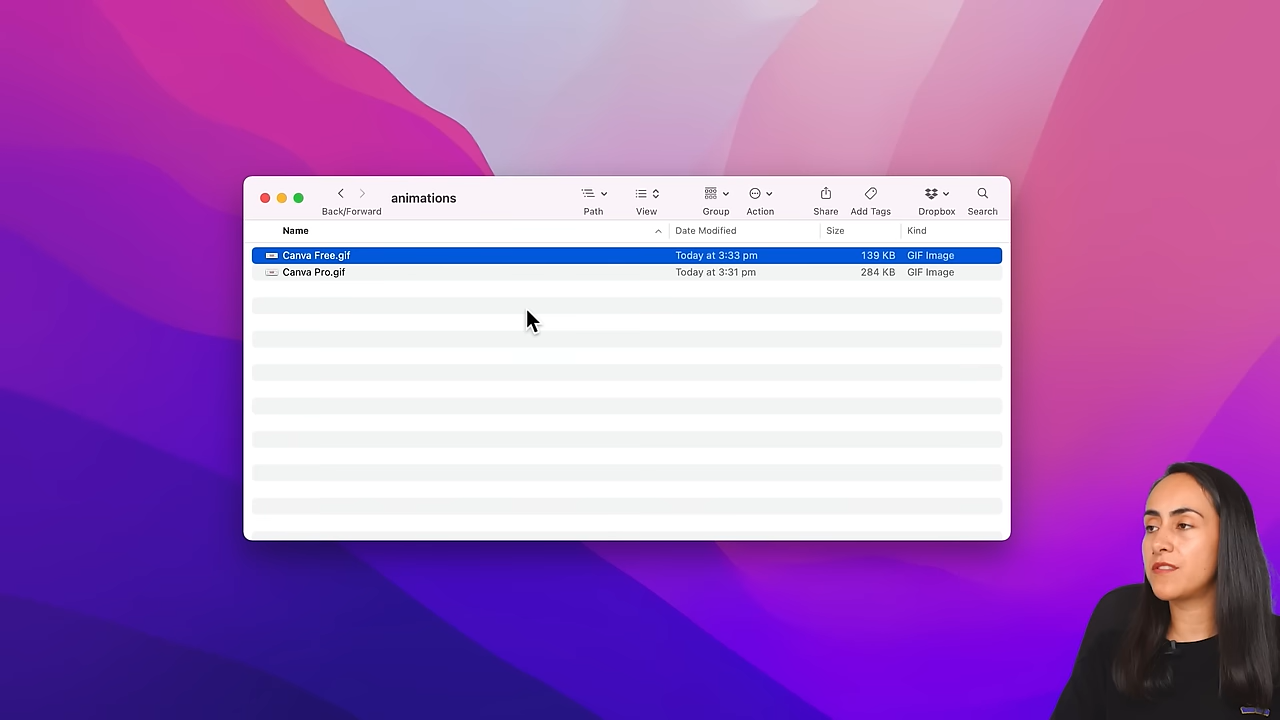 animations
Back/Forward
Path
View
Group
Action
Share
Add Tags
Dropbox
Search
Name
Date Modified
Size
Kind
Canva Free.gif
Today at 3:33 pm
139 KB
GIF Image
Canva Pro.gif
Today at 3:31 pm
284 KB
GIF Image